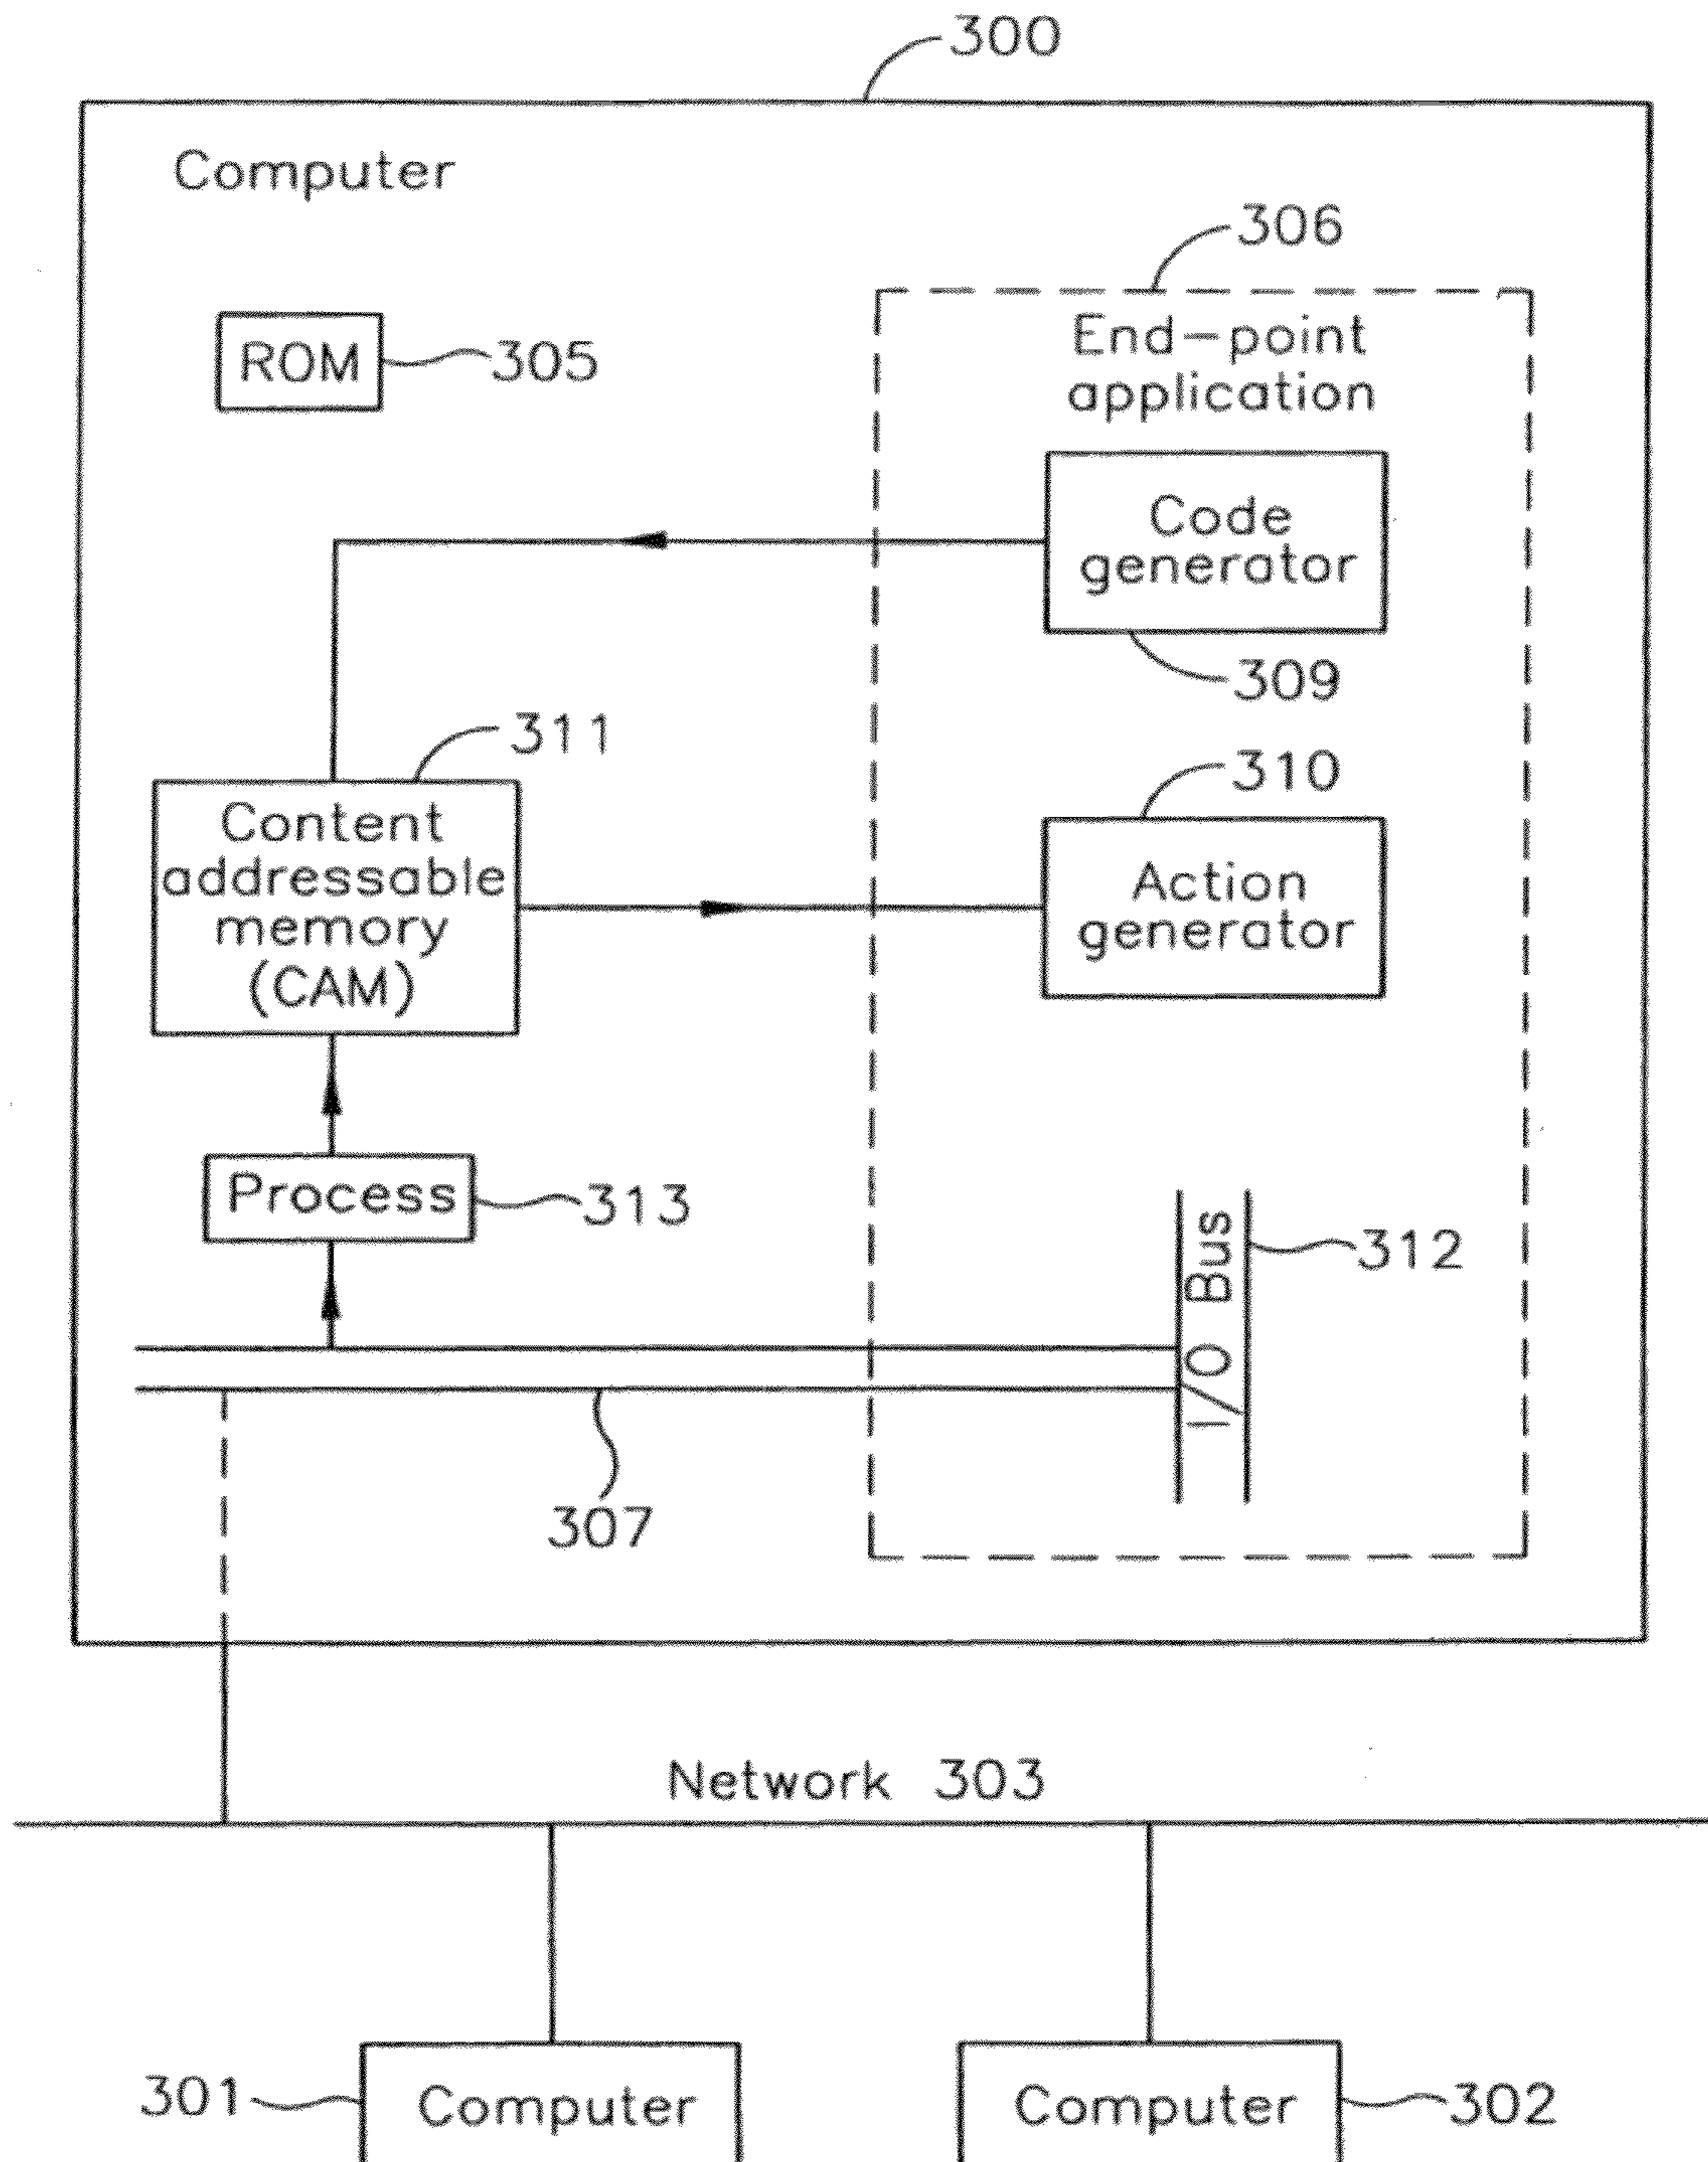 300
Computer
306
ROM
305
End-point
application
Code
generator
309
311
310
Content
addressable
memory
(CAM)
Action
generator
Process
313
I/O Bus
312
307
Network 303
301
Computer
Computer
302